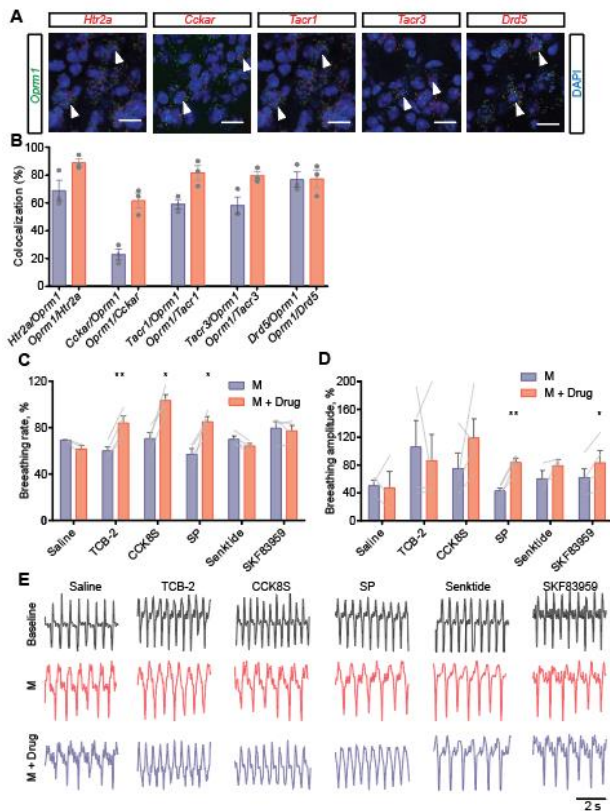 A
Htr2a Cckar Tacr1 Tacr3 Drd5
Oprm1
DAPI
B
Colocalization (%)
100
80
60
40
20
0
Htr2a/Oprm1
Oprm1/Htr2a
Cckar/Oprm1
Oprm1/Cckar
Tacr1/Oprm1
Oprm1/Tacr1
Tacr3/Oprm1
Oprm1/Tacr3
Drd5/Oprm1
Oprm1/Drd5
C
M
M + Drug
Breeathing rate, %
120
80
40
0
** * *
Saline
TCB-2
CCK8S
SP
Senktide
SKF83959
D
M
M + Drug
Breeathing amplitude, %
200
160
120
80
40
0
** *
Saline
TCB-2
CCK8S
SP
Senktide
SKF83959
E
Saline TCB-2 CCK8S SP Senktide SKF83959
Baseline
M
M + Drug
2 s